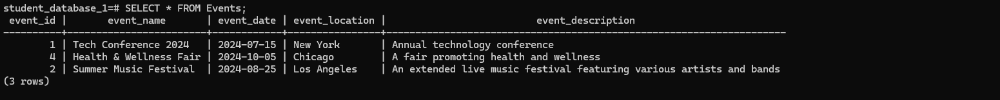 student_database_1=# SELECT * FROM Events;
 event_id |       event_name       | event_date | event_location |                          event_description
----------+------------------------+------------+----------------+---------------------------------------------------------------------
        1 | Tech Conference 2024   | 2024-07-15 | New York       | Annual technology conference
        4 | Health & Wellness Fair | 2024-10-05 | Chicago        | A fair promoting health and wellness
        2 | Summer Music Festival  | 2024-08-25 | Los Angeles    | An extended live music festival featuring various artists and bands
(3 rows)